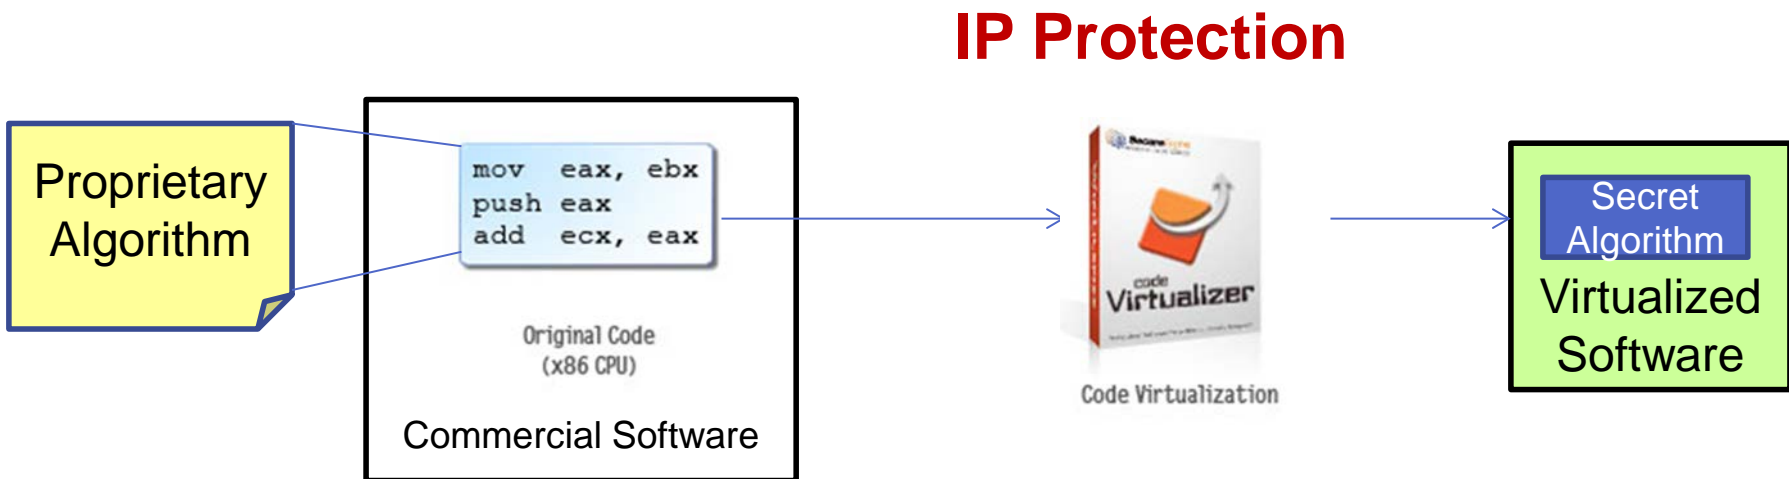 IP Protection
Proprietary
Algorithm
mov eax, ebx
push eax
add ecx, eax
Original Code
(x86 CPU)
Commercial Software
code
Virtualizer
Code Virtualization
Secret
Algorithm
Virtualized
Software